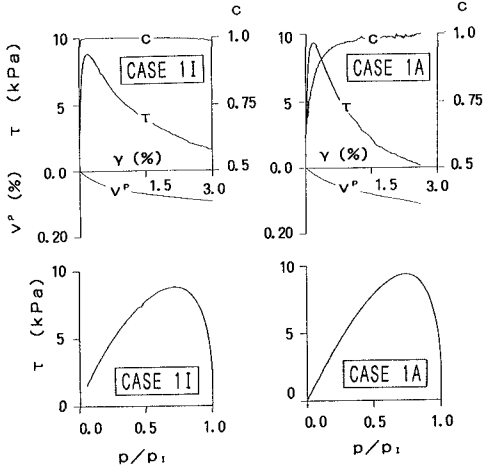 C
C
10
C
1.0
10
C
1.0
τ (kPa)
CASE 1I
CASE 1A
5
τ
0.75
5
τ
0.75
γ (%)
γ (%)
0.0
0.5
0.0
0.5
1.5
3.0
1.5
3.0
v^p (%)
v^p
v^p
0.20
0.20
10
10
τ (kPa)
5
5
CASE 1I
CASE 1A
0
0
0.0
0.5
1.0
0.0
0.5
1.0
p/p_I
p/p_I